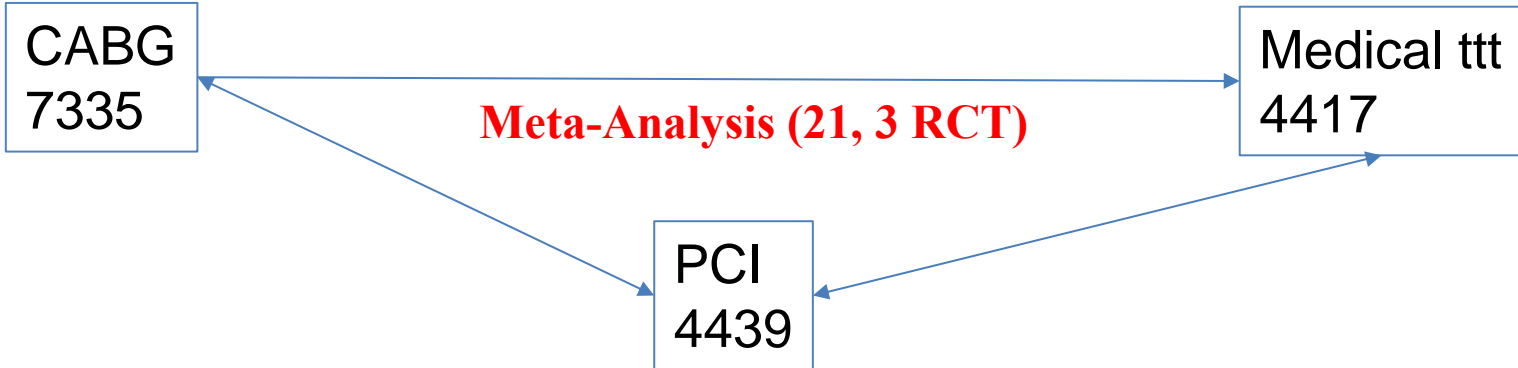 CABG
7335
Medical ttt
4417
Meta-Analysis (21, 3 RCT)
PCI
4439